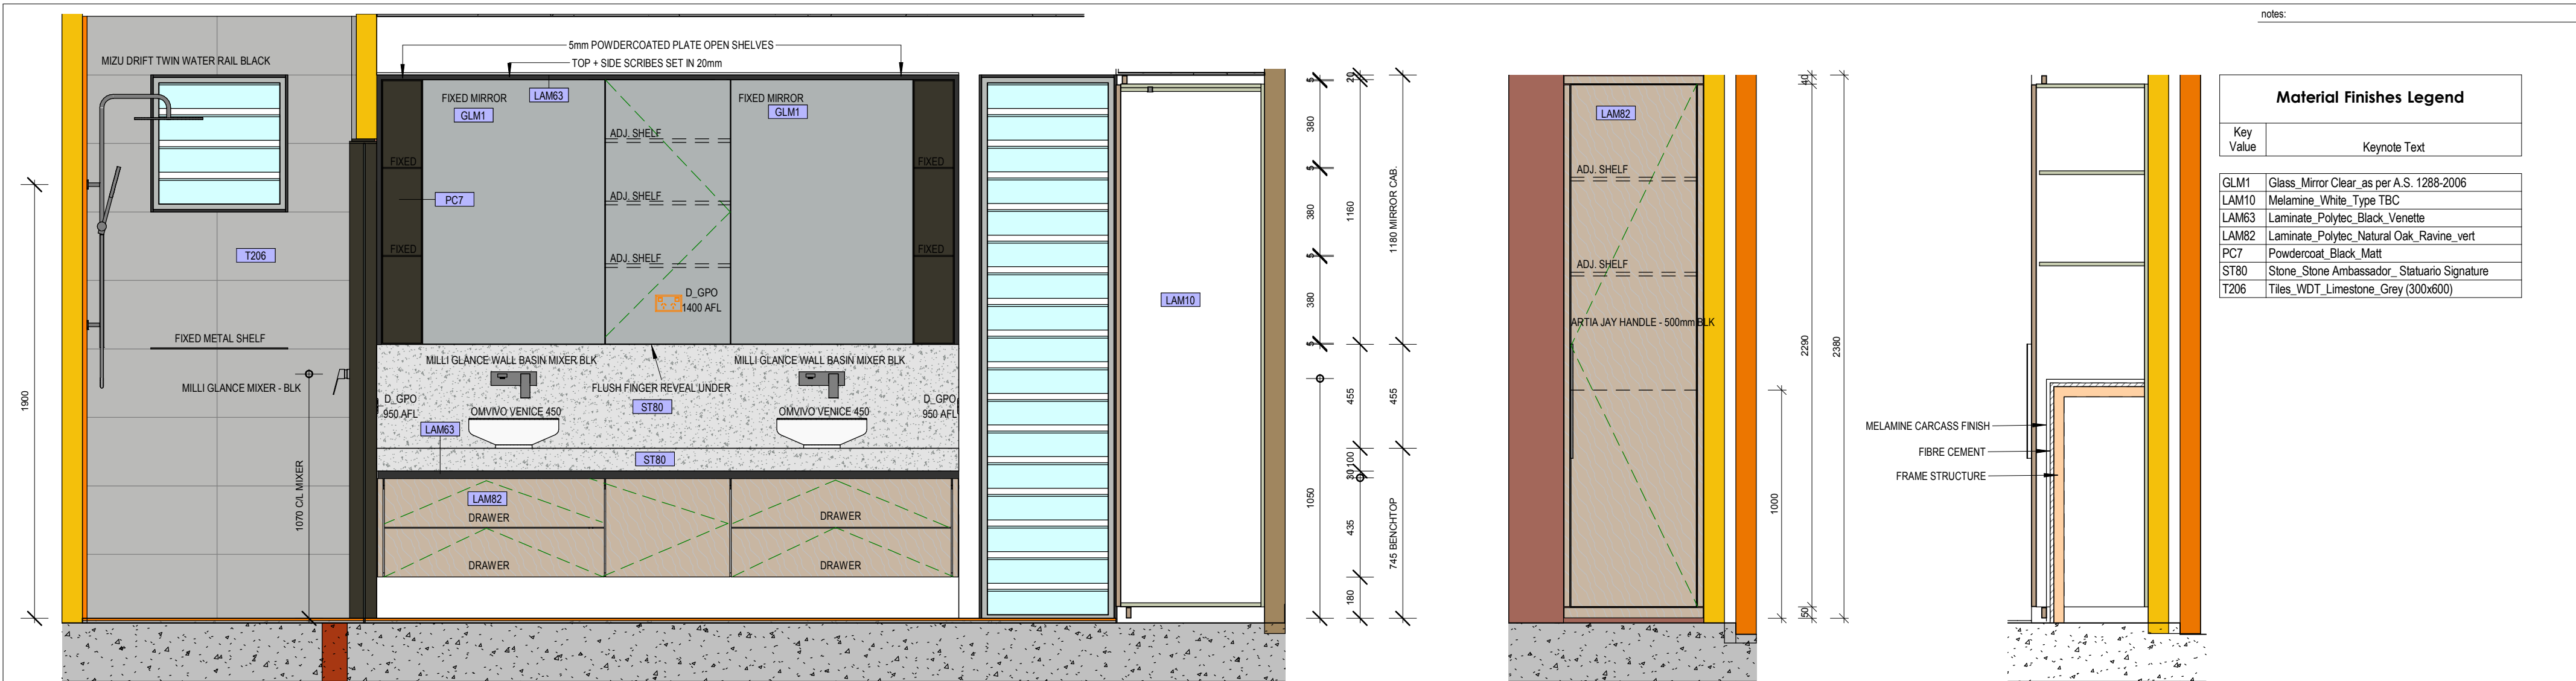 notes:
MIZU DRIFT TWIN WATER RAIL BLACK
5mm POWDERCOATED PLATE OPEN SHELVES
TOP + SIDE SCRIBES SET IN 20mm
FIXED MIRROR
GLM1
LAM63
FIXED MIRROR
GLM1
ADJ. SHELF
FIXED
FIXED
PC7
ADJ. SHELF
FIXED
FIXED
ADJ. SHELF
D_GPO
1400 AFL
T206
FIXED METAL SHELF
MILLI GLANCE MIXER - BLK
1900
1070 C/L MIXER
MILLI GLANCE WALL BASIN MIXER BLK
MILLI GLANCE WALL BASIN MIXER BLK
FLUSH FINGER REVEAL UNDER
D_GPO
950 AFL
OMVIVO VENICE 450
ST80
OMVIVO VENICE 450
D_GPO
950 AFL
LAM63
ST80
LAM82
DRAWER
DRAWER
DRAWER
DRAWER
LAM10
5
380
5
380
5
380
5
1050
20
1160
455
100
30
435
180
1180 MIRROR CAB.
455
745 BENCHTOP
LAM82
ADJ. SHELF
ADJ. SHELF
ARTIA JAY HANDLE - 500mm BLK
1000
40
2290
50
2380
MELAMINE CARCASS FINISH
FIBRE CEMENT
FRAME STRUCTURE
Material Finishes Legend
Key
Value
Keynote Text
GLM1 Glass_Mirror Clear_as per A.S. 1288-2006
LAM10 Melamine_White_Type TBC
LAM63 Laminate_Polytec_Black_Venette
LAM82 Laminate_Polytec_Natural Oak_Ravine_vert
PC7 Powdercoat_Black_Matt
ST80 Stone_Stone Ambassador_ Statuario Signature
T206 Tiles_WDT_Limestone_Grey (300x600)